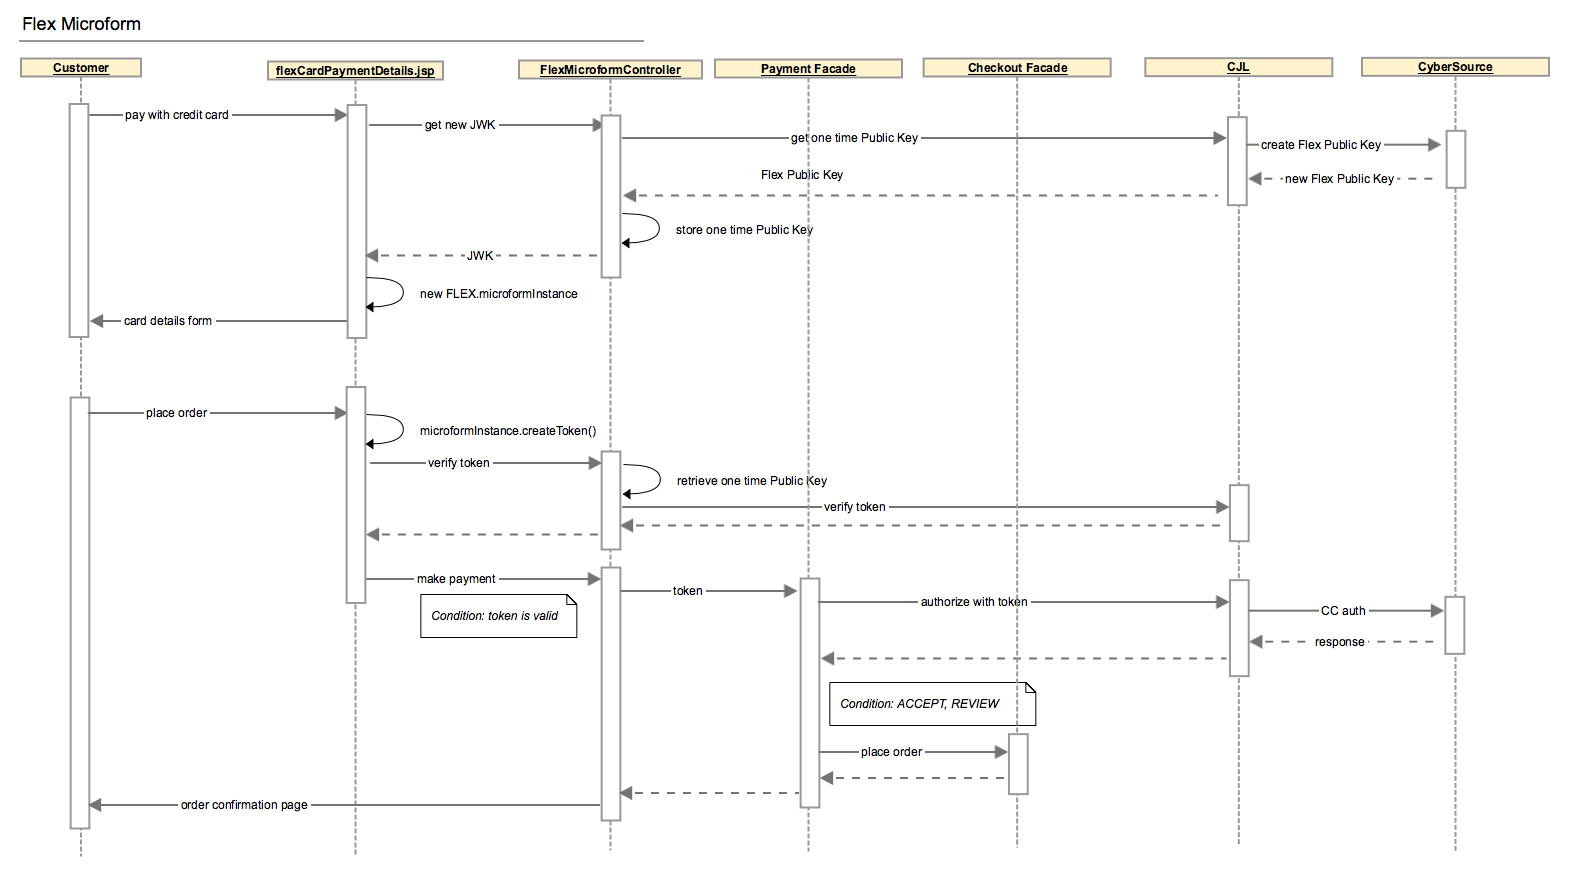 Flex Microform
Customer
flexCardPaymentDetails.jsp
FlexMicroformController
Payment Facade
Checkout Facade
CJL
CyberSource
pay with credit card
get new JWK
get one time Public Key
create Flex Public Key
Flex Public Key
new Flex Public Key
store one time Public Key
JWK
new FLEX.microformInstance
card details form
place order
microformInstance.createToken()
verify token
retrieve one time Public Key
verify token
make payment
token
authorize with token
CC auth
Condition: token is valid
response
Condition: ACCEPT, REVIEW
place order
order confirmation page